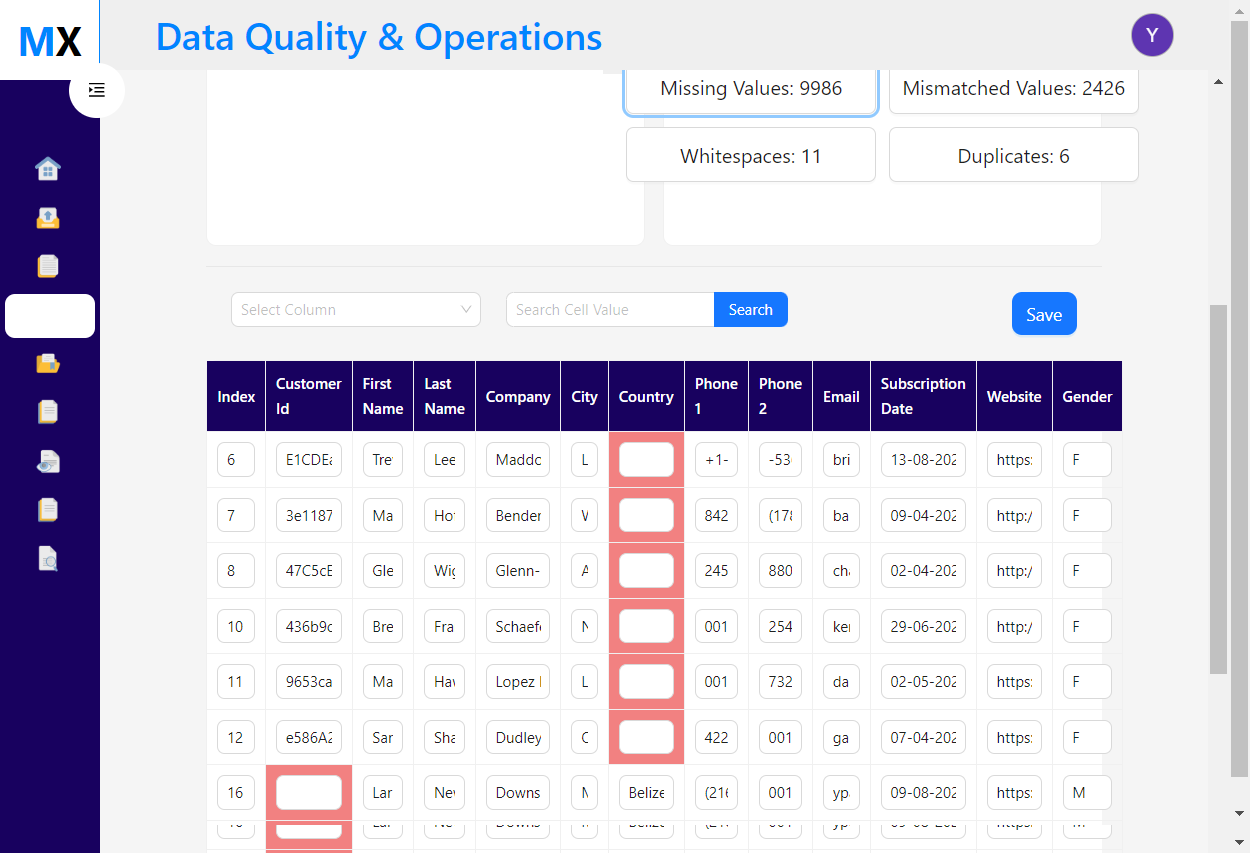 MX
Data Quality & Operations
Y
Missing Values: 9986
Mismatched Values: 2426
Whitespaces: 11
Duplicates: 6
Select Column
Search Cell Value
Search
Save
Index Customer Id First Name Last Name Company City Country Phone 1 Phone 2 Email Subscription Date Website Gender
6 E1CDEa Tre Lee Maddo L +1- -53 bri 13-08-202 https: F
7 3e1187 Ma Ho Bender 842 (178 ba 09-04-202 http:/ F
8 47C5cE Gle Wig Glenn- A 245 880 ch 02-04-202 http:/ F
10 436b9c Bre Fra Schaefe N 001 254 ker 29-06-202 http:/ F
11 9653ca Ma Hav Lopez L 001 732 da 02-05-202 https: F
12 e586A2 Sar Sha Dudley C 422 001 ga 07-04-202 https: F
16 Lar Nev Downs N Belize (216 001 yp 09-08-202 https: M